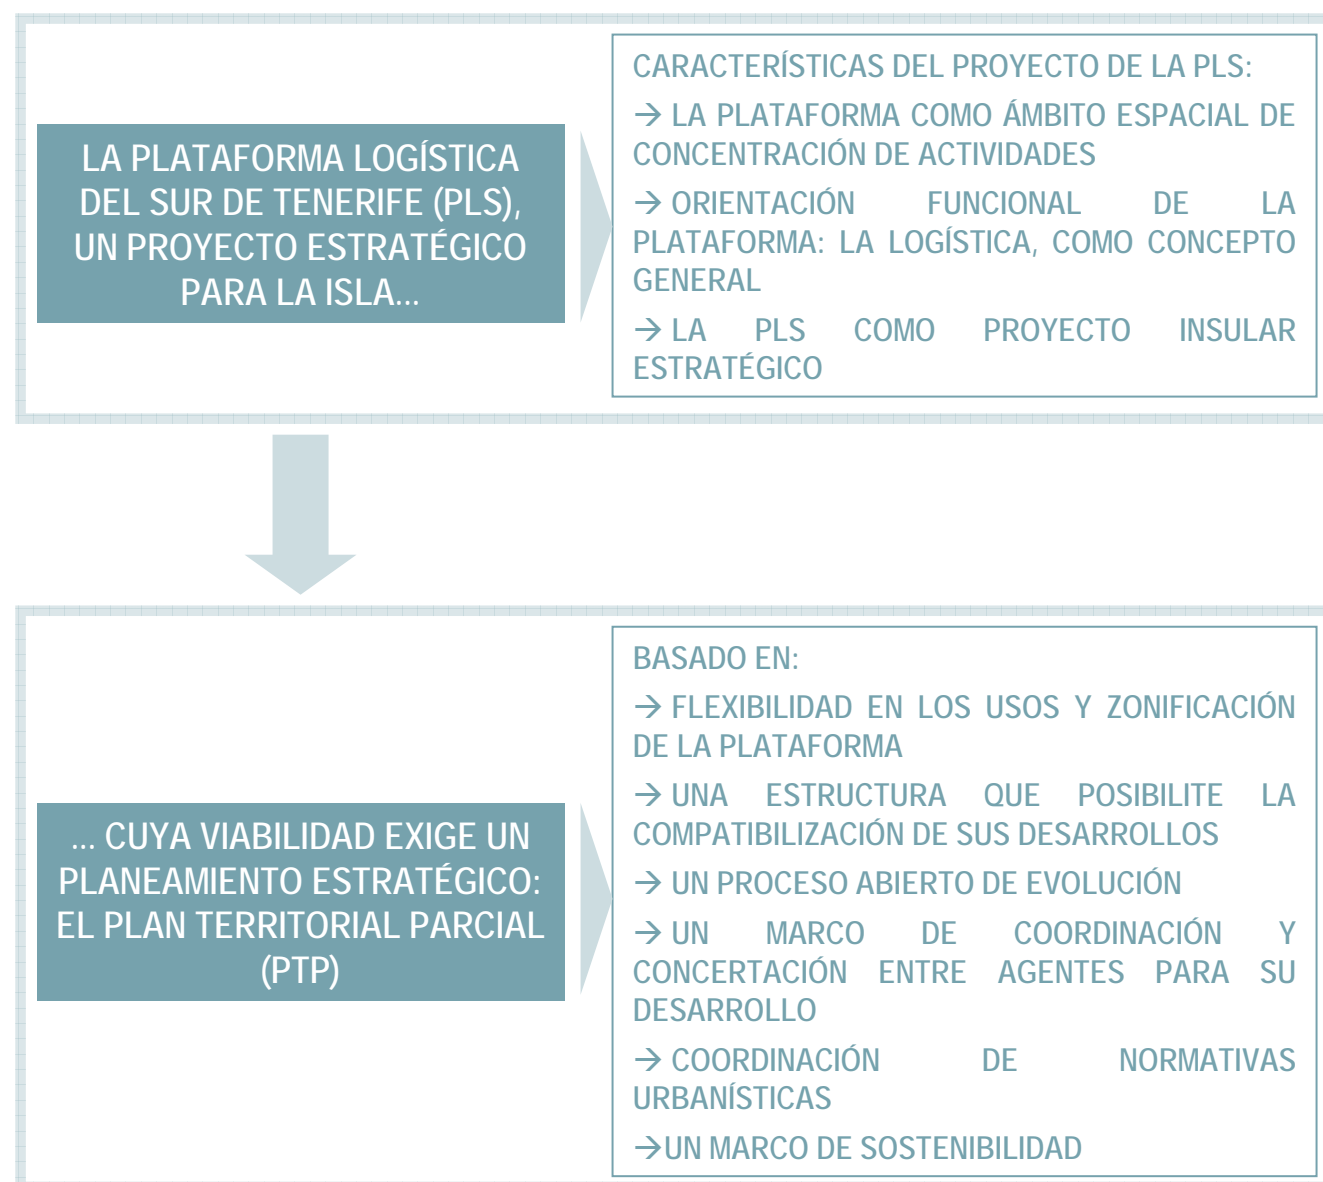 LA PLATAFORMA LOGÍSTICA
DEL SUR DE TENERIFE (PLS),
UN PROYECTO ESTRATÉGICO
PARA LA ISLA...
CARACTERÍSTICAS DEL PROYECTO DE LA PLS:
→ LA PLATAFORMA COMO ÁMBITO ESPACIAL DE
CONCENTRACIÓN DE ACTIVIDADES
→ ORIENTACIÓN FUNCIONAL DE LA
PLATAFORMA: LA LOGÍSTICA, COMO CONCEPTO
GENERAL
→ LA PLS COMO PROYECTO INSULAR
ESTRATÉGICO
... CUYA VIABILIDAD EXIGE UN
PLANEAMIENTO ESTRATÉGICO:
EL PLAN TERRITORIAL PARCIAL
(PTP)
BASADO EN:
→ FLEXIBILIDAD EN LOS USOS Y ZONIFICACIÓN
DE LA PLATAFORMA
→ UNA ESTRUCTURA QUE POSIBILITE LA
COMPATIBILIZACIÓN DE SUS DESARROLLOS
→ UN PROCESO ABIERTO DE EVOLUCIÓN
→ UN MARCO DE COORDINACIÓN Y
CONCERTACIÓN ENTRE AGENTES PARA SU
DESARROLLO
→ COORDINACIÓN DE NORMATIVAS
URBANÍSTICAS
→UN MARCO DE SOSTENIBILIDAD